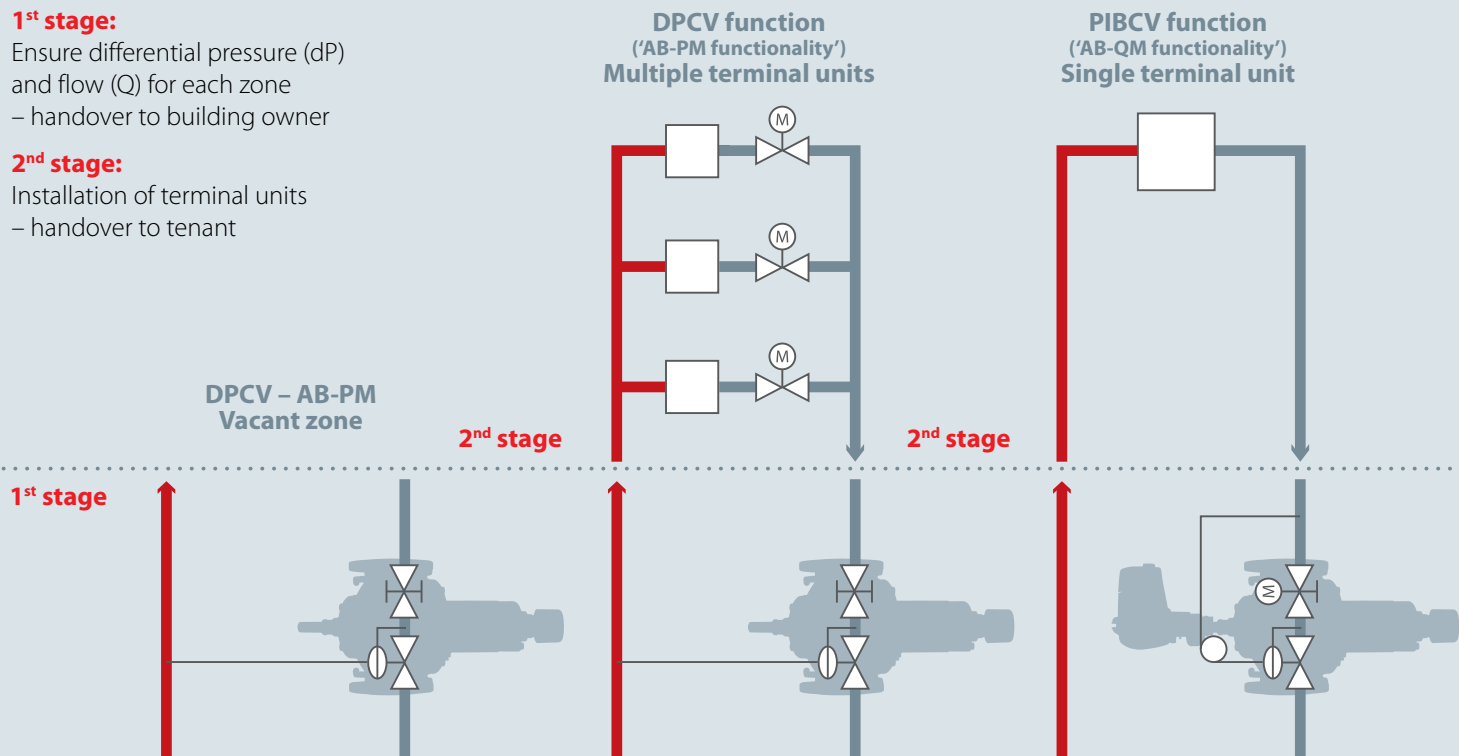 1st stage:
Ensure differential pressure (dP)
and flow (Q) for each zone
– handover to building owner
2nd stage:
Installation of terminal units
– handover to tenant
DPCV function
('AB-PM functionality')
Multiple terminal units
PIBCV function
('AB-QM functionality')
Single terminal unit
M
M
M
DPCV – AB-PM
Vacant zone
2nd stage
2nd stage
1st stage
M